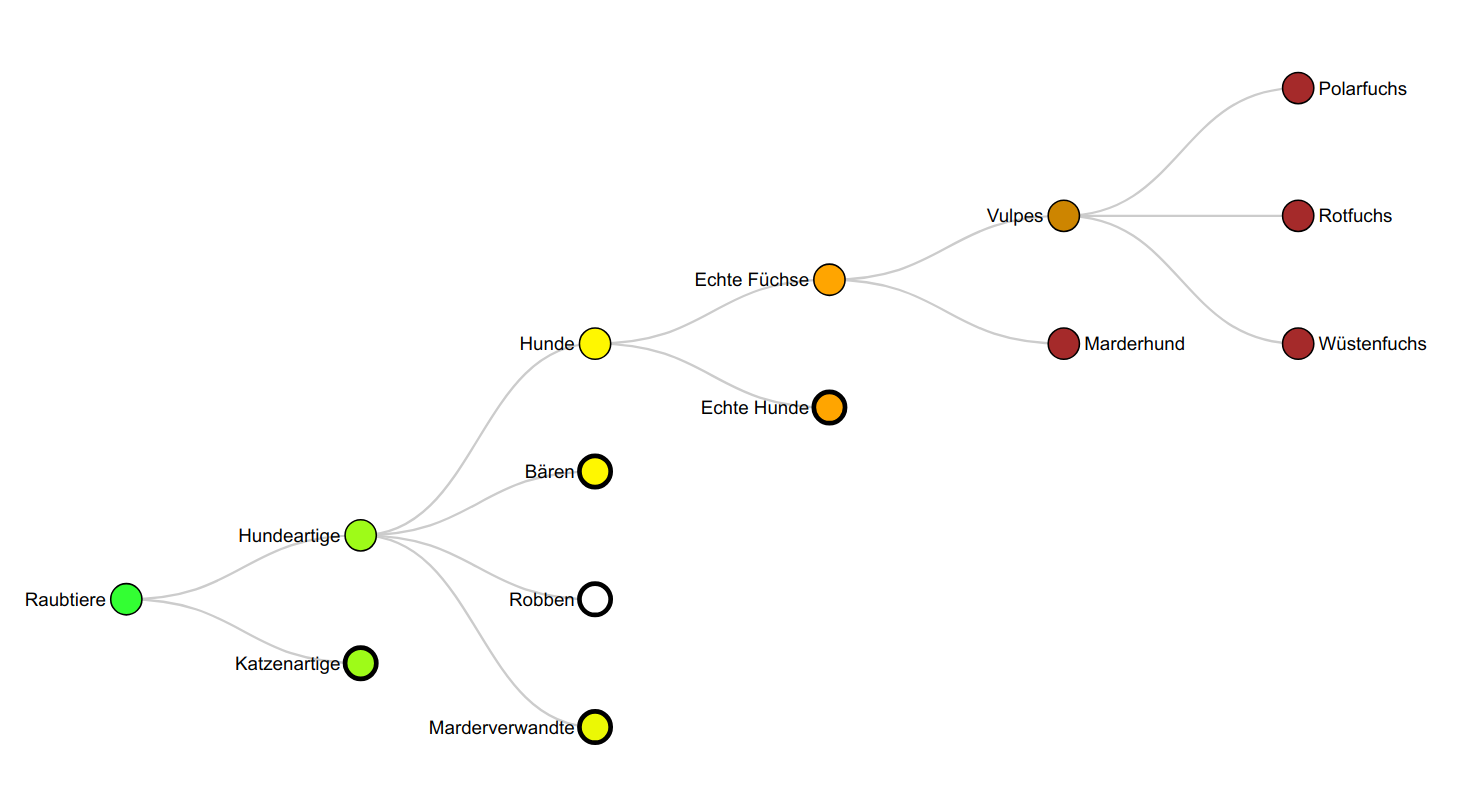 Polarfuchs
Vulpes
Rotfuchs
Echte Füchse
Hunde
Marderhund
Wüstenfuchs
Echte Hunde
Bären
Hundeartige
Raubtiere
Robben
Katzenartige
Marderverwandte